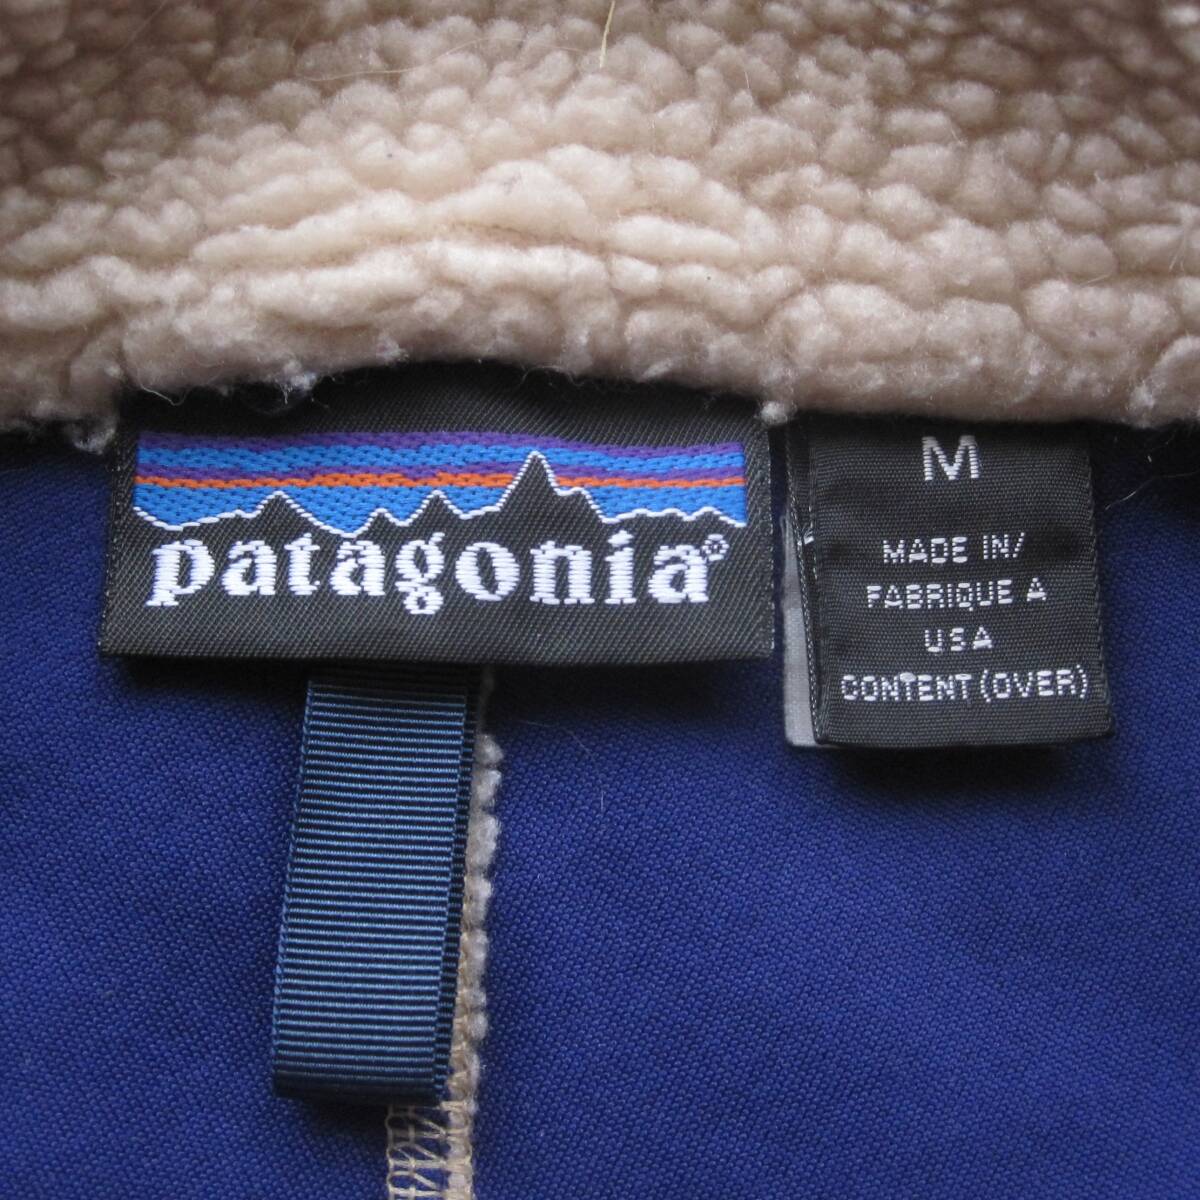 patagonia®
M
MADE IN/
FABRIQUE A
USA
CONTENT (OVER)